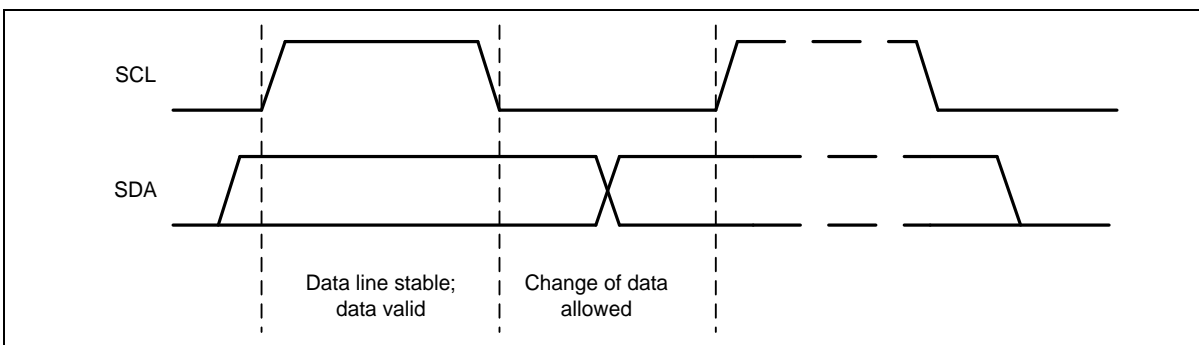 SCL
SDA
Data line stable;
data valid
Change of data
allowed